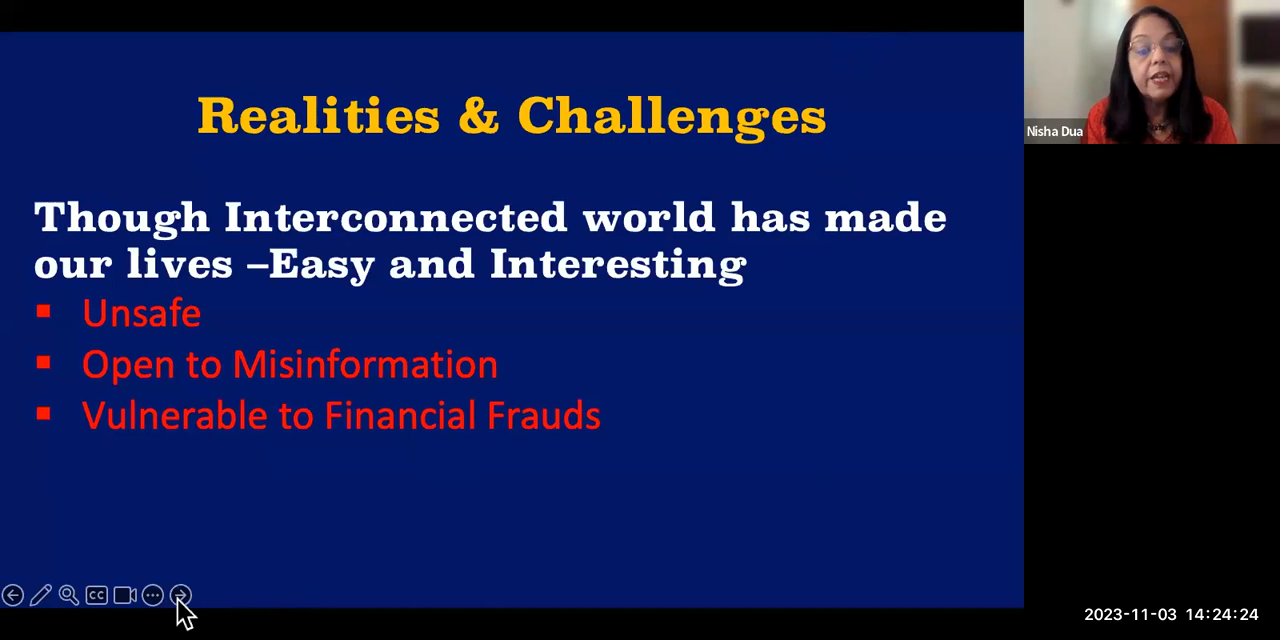 Realities & Challenges
Though Interconnected world has made
our lives –Easy and Interesting
▪ Unsafe
▪ Open to Misinformation
▪ Vulnerable to Financial Frauds
Nisha Dua
CC
2023-11-03 14:24:24